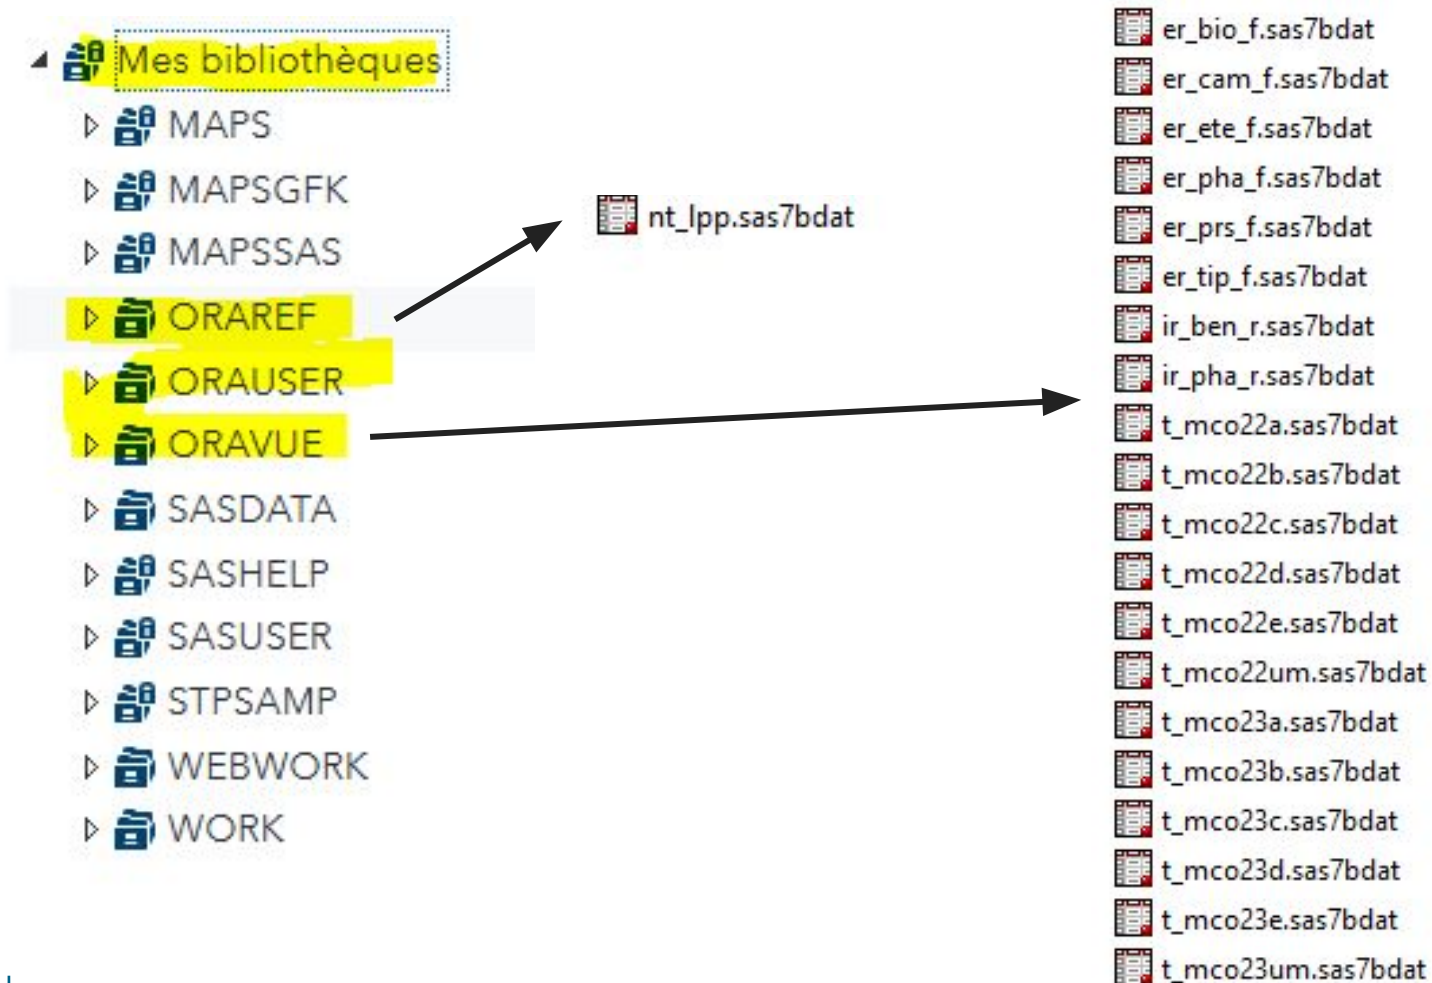 Mes bibliothèques
MAPS
MAPSGFK
MAPSSAS
ORAREF
ORAUSER
ORAVUE
SASDATA
SASHELP
SASUSER
STPSAMP
WEBWORK
WORK
nt_lpp.sas7bdat
er_bio_f.sas7bdat
er_cam_f.sas7bdat
er_ete_f.sas7bdat
er_pha_f.sas7bdat
er_prs_f.sas7bdat
er_tip_f.sas7bdat
ir_ben_r.sas7bdat
ir_pha_r.sas7bdat
t_mco22a.sas7bdat
t_mco22b.sas7bdat
t_mco22c.sas7bdat
t_mco22d.sas7bdat
t_mco22e.sas7bdat
t_mco22um.sas7bdat
t_mco23a.sas7bdat
t_mco23b.sas7bdat
t_mco23c.sas7bdat
t_mco23d.sas7bdat
t_mco23e.sas7bdat
t_mco23um.sas7bdat